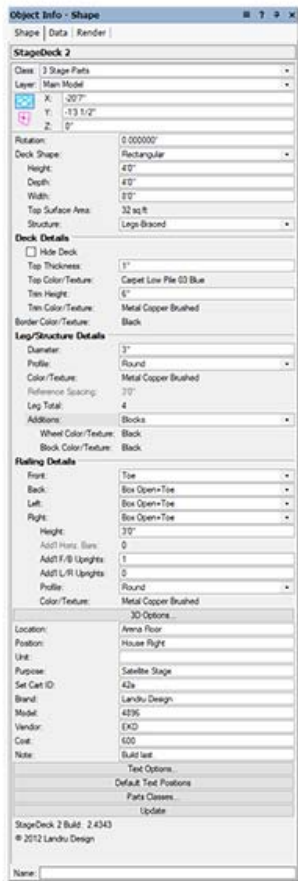 Object Info - Shape
Shape Data Render
StageDeck 2
Class: 3 Stage Parts
Layer: Main Model
X: -20'7"
Y: -13 1/2"
Z: 0"
Rotation: 0.000000°
Deck Shape: Rectangular
Height: 4'0"
Depth: 4'0"
Width: 8'0"
Top Surface Area: 32 sq ft
Structure: Legs-Braced
Deck Details
Hide Deck
Top Thickness: 1"
Top Color/Texture: Carpet Low Pile 03 Blue
Trim Height: 6"
Trim Color/Texture: Metal Copper Brushed
Border Color/Texture: Black
Leg/Structure Details
Diameter: 3"
Profile: Round
Color/Texture: Metal Copper Brushed
Reference Spacing: 3'0"
Leg Total: 4
Additions: Blocks
Wheel Color/Texture: Black
Block Color/Texture: Black
Railing Details
Front: Toe
Back: Box Open+Toe
Left: Box Open+Toe
Right: Box Open+Toe
Height: 3'0"
Add'l Horiz. Bars: 0
Add'l F/B Uprights: 1
Add'l L/R Uprights: 0
Profile: Round
Color/Texture: Metal Copper Brushed
3D Options...
Location: Arena Floor
Position: House Right
Unit:
Purpose: Satellite Stage
Set Cart ID: 42a
Brand: Landru Design
Model: 4896
Vendor: EKO
Cost: 600
Note: Build last
Text Options...
Default Text Positions
Parts Classes...
Update
StageDeck 2 Build: 2.4343
© 2012 Landru Design
Name: